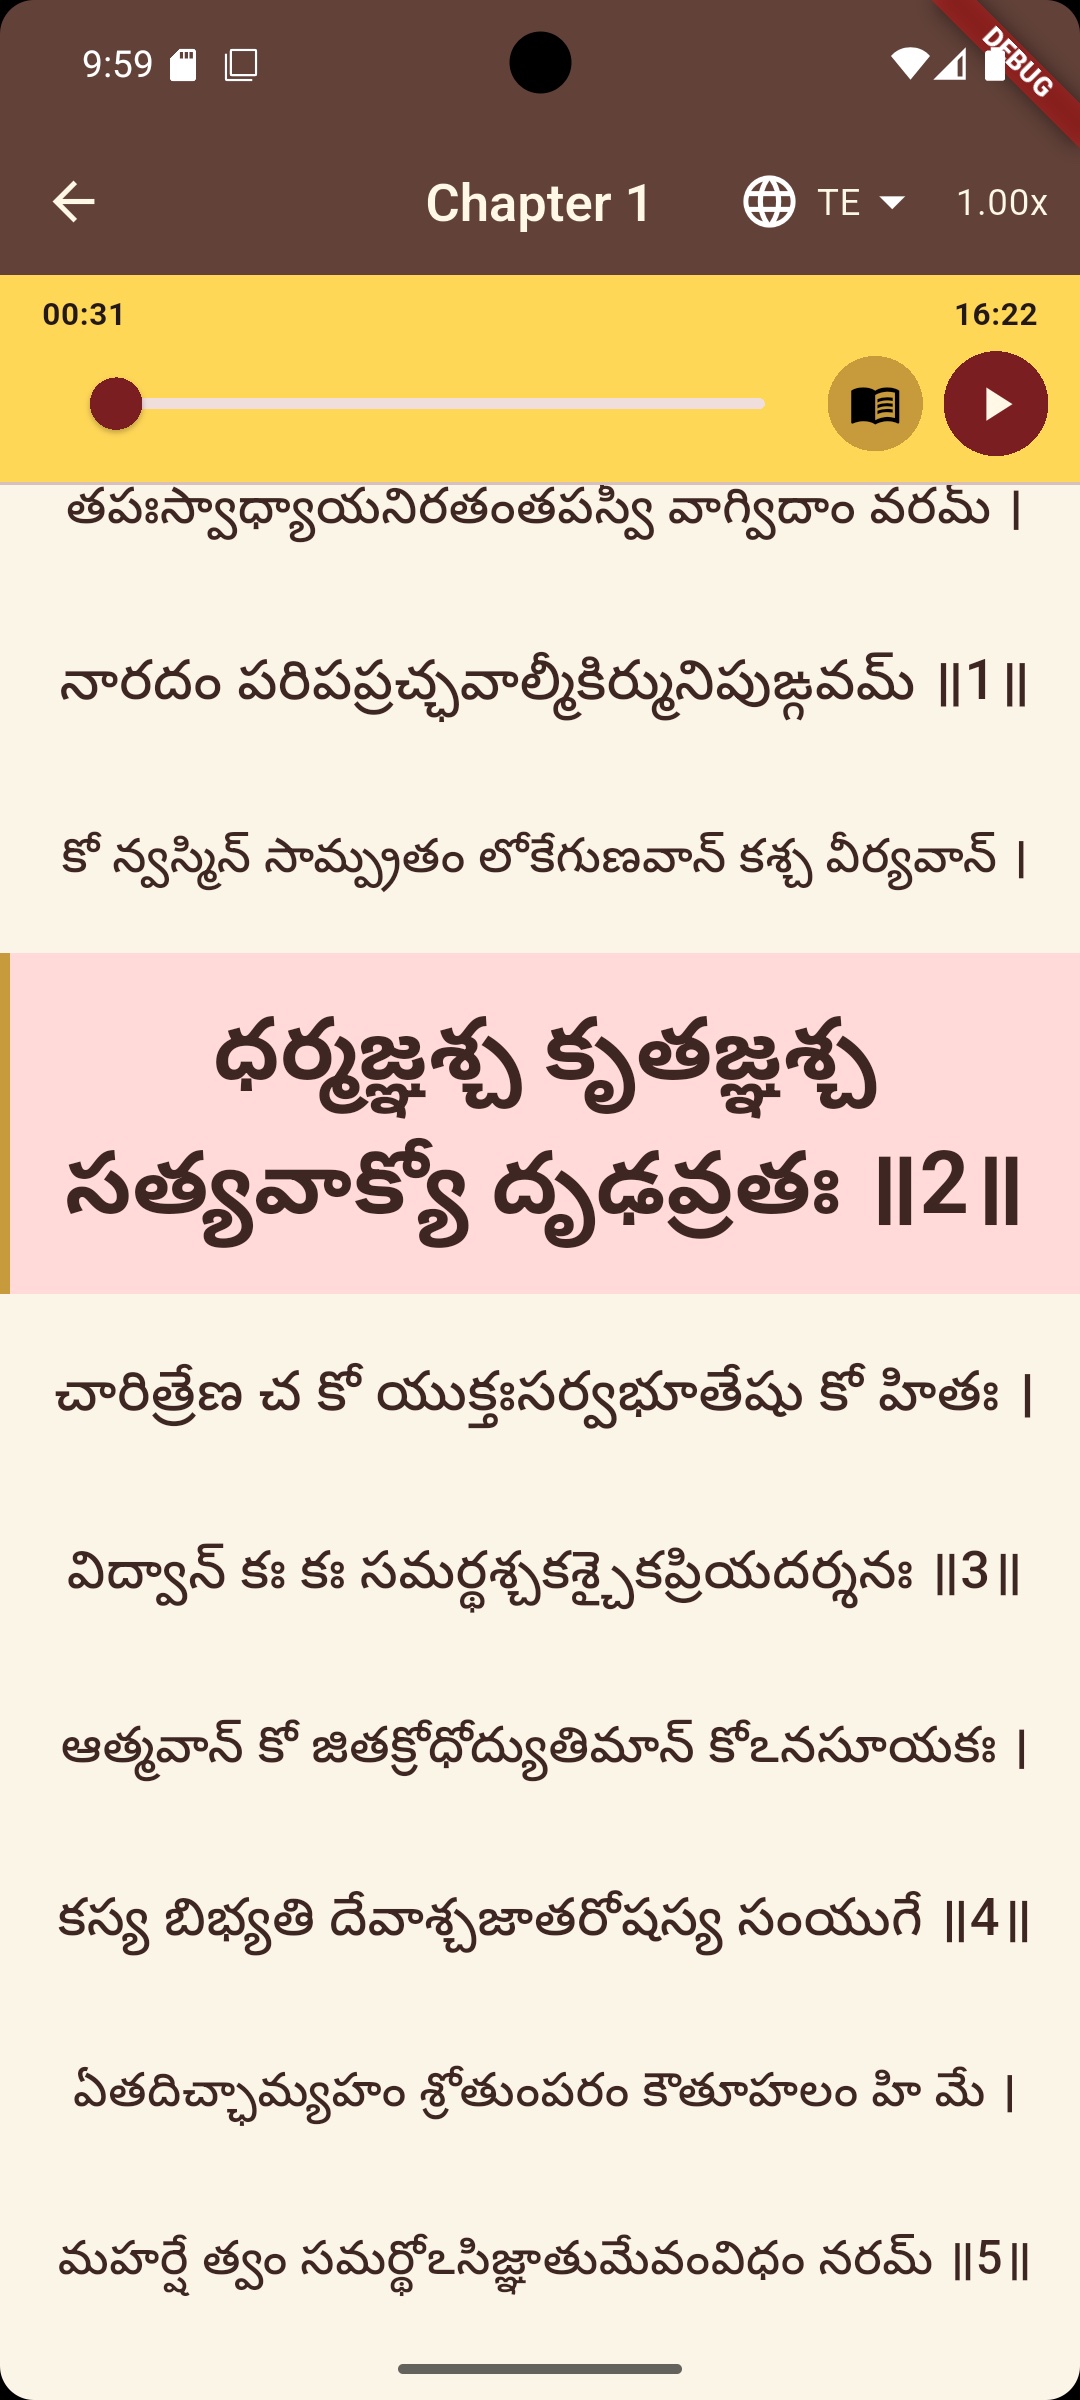 9:59
DEBUG
Chapter 1
TE
1.00x
00:31
16:22
తపఃస్వాధ్యాయనిరతంతపస్వీ వాగ్విదాం వరమ్ |
నారదం పరిపప్రచ్ఛవాల్మీకిర్మునిపుఙ్గవమ్ ||1||
కో న్వస్మిన్ సామ్ప్రతం లోకేగుణవాన్ కశ్చ వీర్యవాన్ |
ధర్మజ్ఞశ్చ కృతజ్ఞశ్చ
సత్యవాక్యో దృఢవ్రతః ||2||
చారిత్రేణ చ కో యుక్తఃసర్వభూతేషు కో హితః |
విద్వాన్ కః కః సమర్థశ్చకశ్చైకప్రియదర్శనః ||3||
ఆత్మవాన్ కో జితక్రోధోద్యుతిమాన్ కోఽనసూయకః |
కస్య బిభ్యతి దేవాశ్చజాతరోషస్య సంయుగే ||4||
ఏతదిచ్ఛామ్యహం శ్రోతుంపరం కౌతూహలం హి మే |
మహర్షే త్వం సమర్థోఽసిజ్ఞాతుమేవంవిధం నరమ్ ||5||